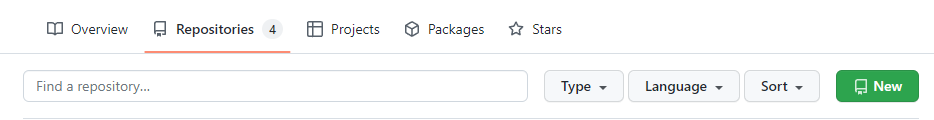 Overview Repositories 4 Projects Packages Stars
Find a repository... Type Language Sort New